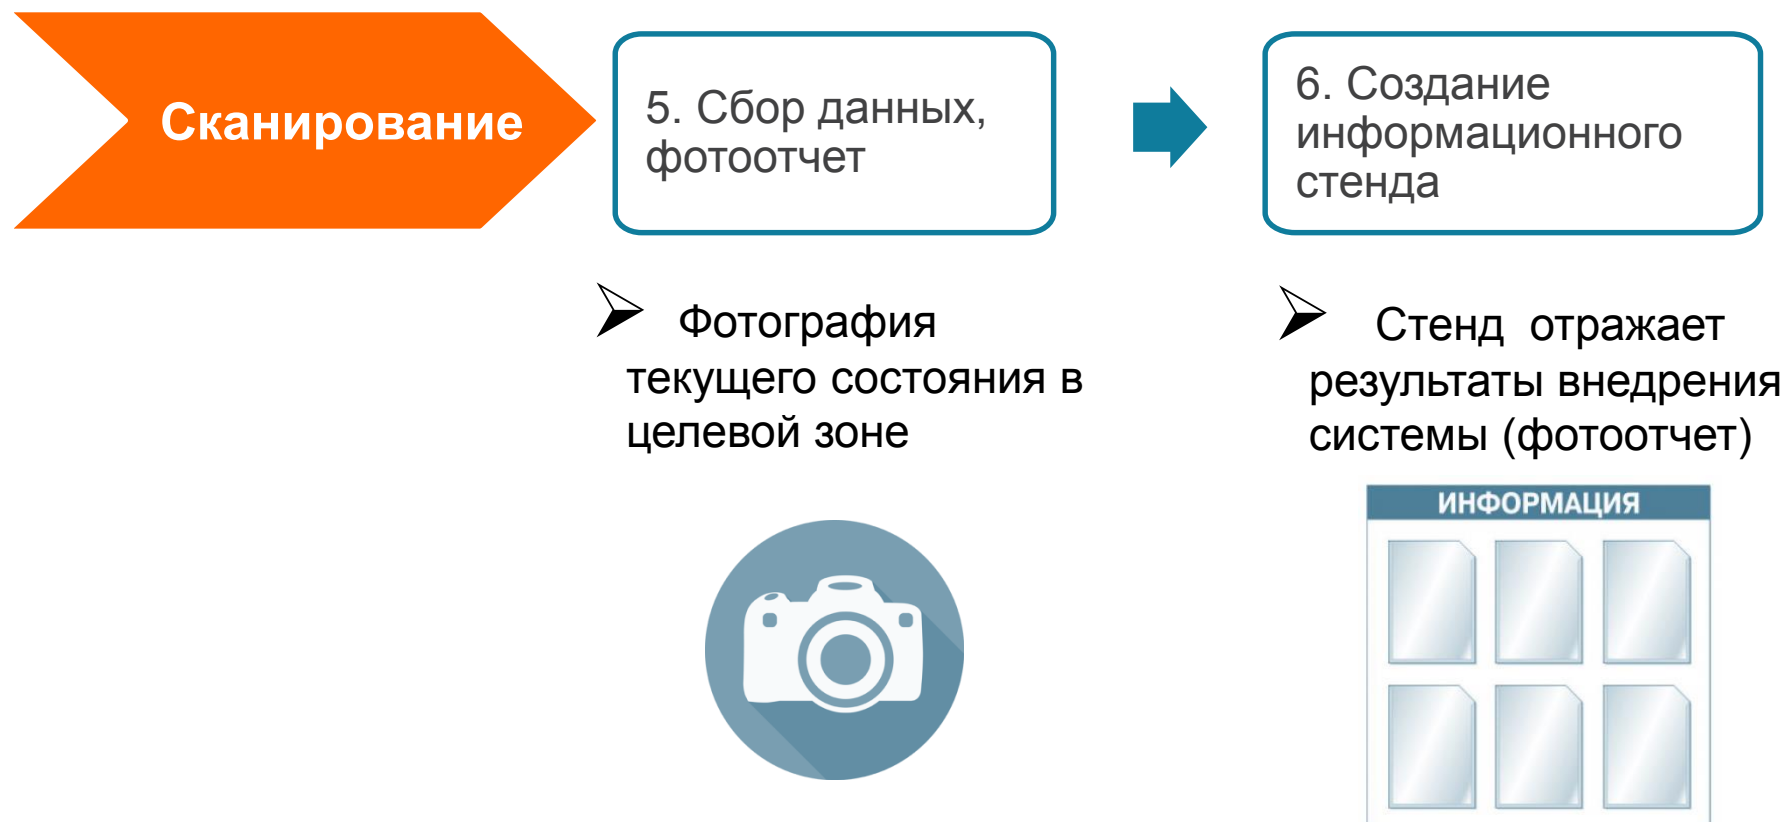 Сканирование
5. Сбор данных,
фотоотчет
6. Создание
информационного
стенда
Фотография
текущего состояния в
целевой зоне
Стенд отражает
результаты внедрения
системы (фотоотчет)
ИНФОРМАЦИЯ